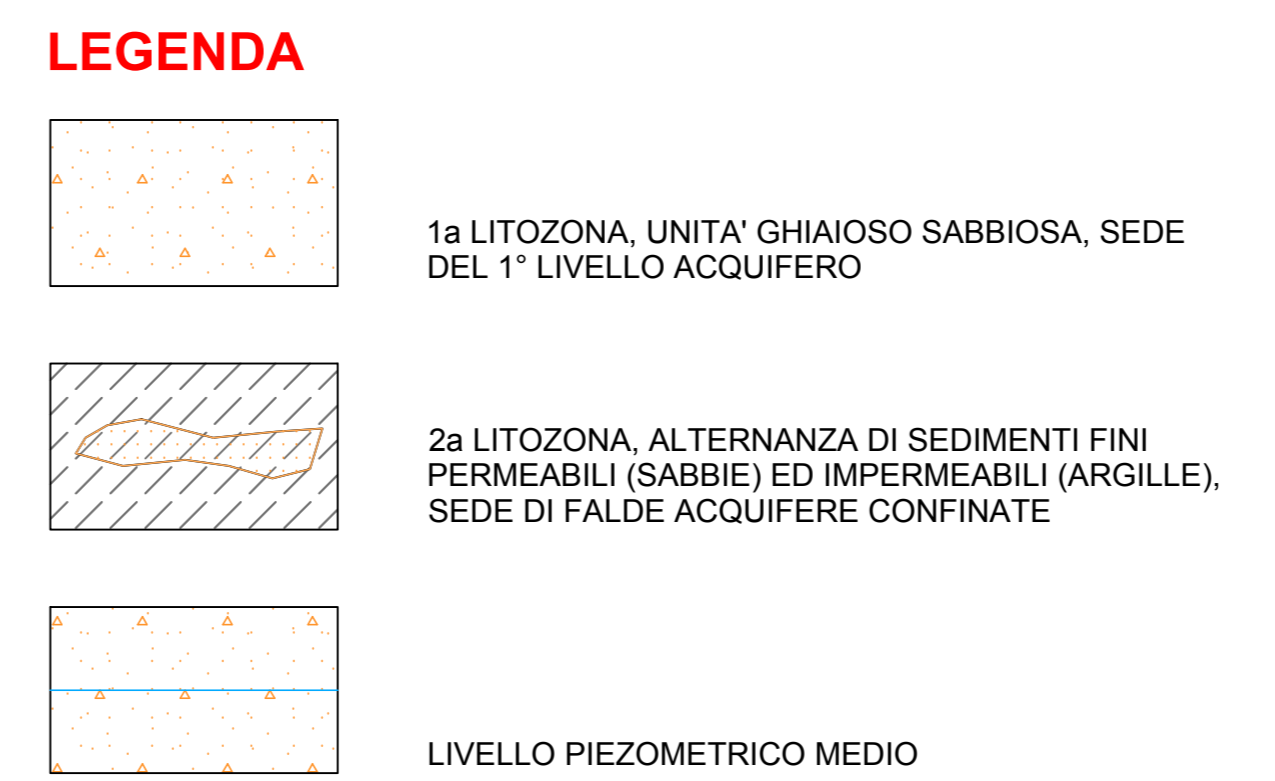 LEGENDA
1a LITOZONA, UNITA' GHIAIOSO SABBIOSA, SEDE
DEL 1° LIVELLO ACQUIFERO
2a LITOZONA, ALTERNANZA DI SEDIMENTI FINI
PERMEABILI (SABBIE) ED IMPERMEABILI (ARGILLE),
SEDE DI FALDE ACQUIFERE CONFINATE
LIVELLO PIEZOMETRICO MEDIO